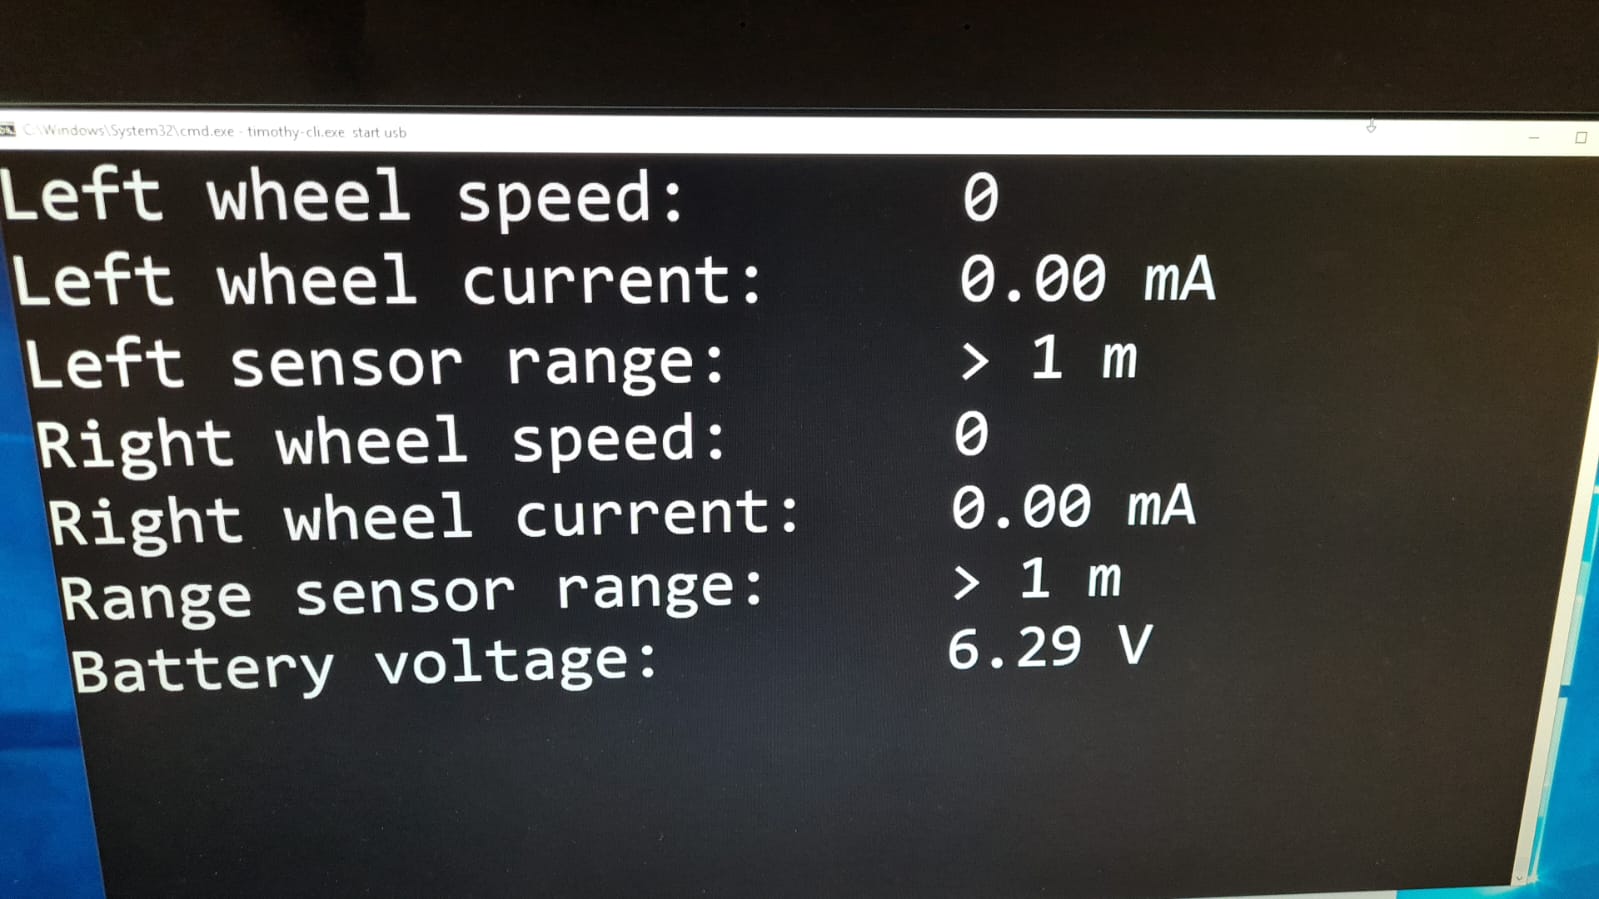 C:\Windows\System32\cmd.exe - timothy-cli.exe start usb
Left wheel speed: 0
Left wheel current: 0.00 mA
Left sensor range: > 1 m
Right wheel speed: 0
Right wheel current: 0.00 mA
Range sensor range: > 1 m
Battery voltage: 6.29 V